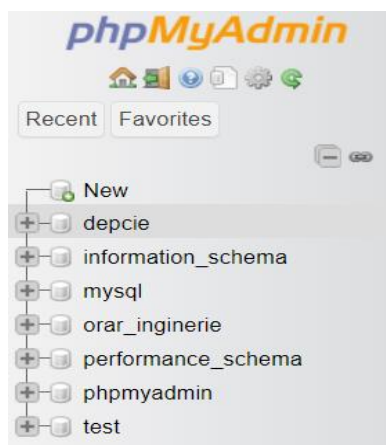 phpMyAdmin
Recent Favorites
New
depcie
information_schema
mysql
orar_inginerie
performance_schema
phpmyadmin
test